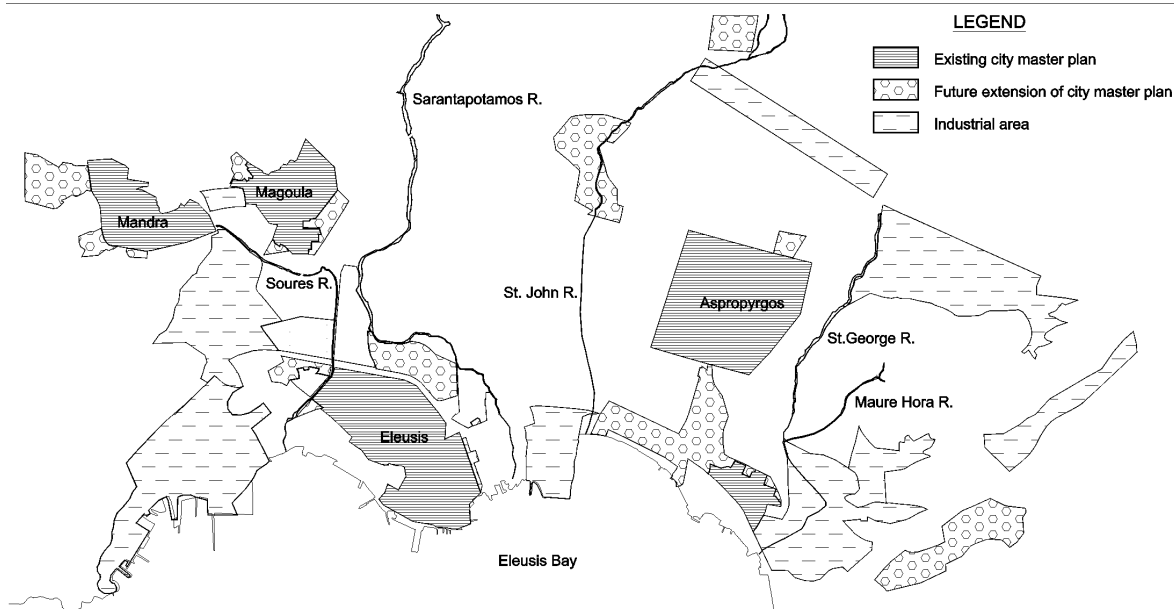 LEGEND
Existing city master plan
Future extension of city master plan
Industrial area
Sarantapotamos R.
Magoula
Mandra
Soures R.
St. John R.
Aspropyrgos
St.George R.
Maure Hora R.
Eleusis
Eleusis Bay